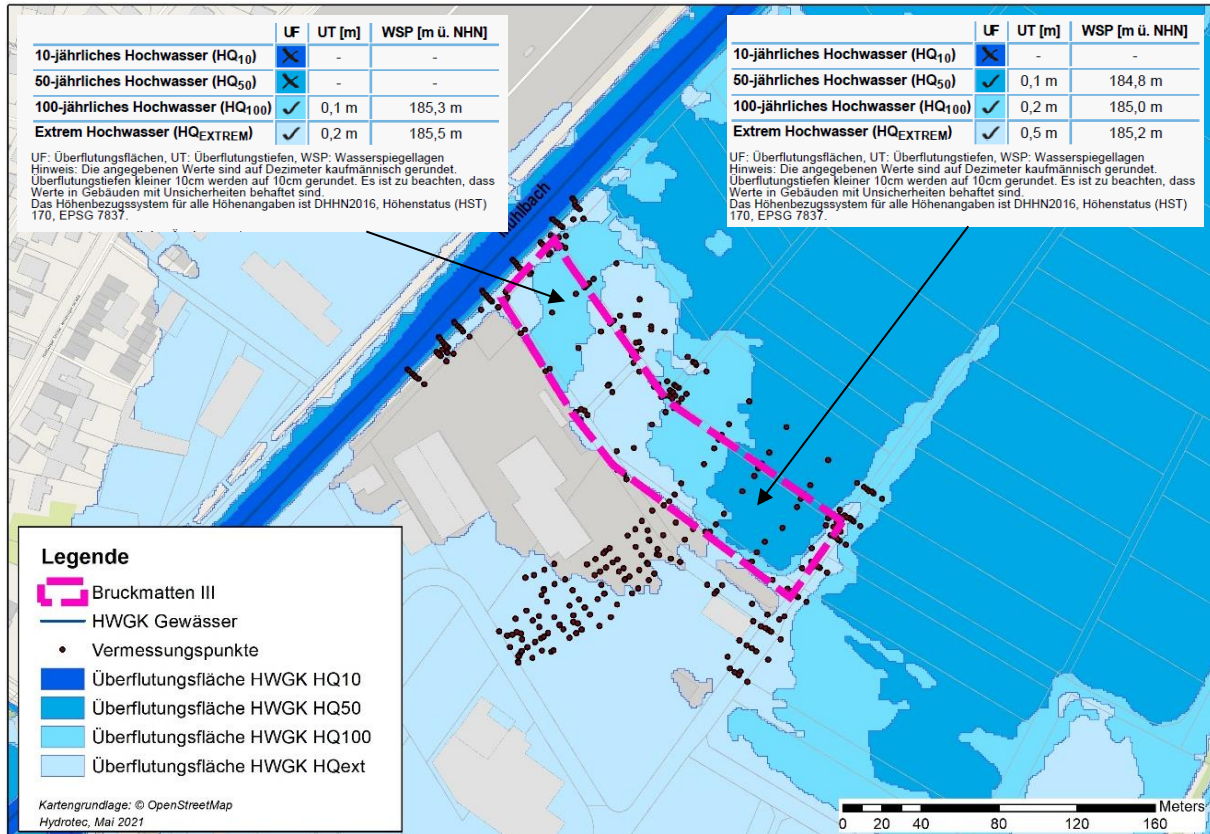 UF UT [m] WSP [m ü. NHN]
10-jährliches Hochwasser (HQ10) - -
50-jährliches Hochwasser (HQ50) - -
100-jährliches Hochwasser (HQ100) ✓ 0,1 m 185,3 m
Extrem Hochwasser (HQEXTREM) ✓ 0,2 m 185,5 m
UF: Überflutungsflächen, UT: Überflutungstiefen, WSP: Wasserspiegellagen
Hinweis: Die angegebenen Werte sind auf Dezimeter kaufmännisch gerundet.
Überflutungstiefen kleiner 10cm werden auf 10cm gerundet. Es ist zu beachten, dass
Werte in Gebäuden mit Unsicherheiten behaftet sind.
Das Höhenbezugssystem für alle Höhenangaben ist DHHN2016, Höhenstatus (HST)
170, EPSG 7837.
UF UT [m] WSP [m ü. NHN]
10-jährliches Hochwasser (HQ10) - -
50-jährliches Hochwasser (HQ50) ✓ 0,1 m 184,8 m
100-jährliches Hochwasser (HQ100) ✓ 0,2 m 185,0 m
Extrem Hochwasser (HQEXTREM) ✓ 0,5 m 185,2 m
UF: Überflutungsflächen, UT: Überflutungstiefen, WSP: Wasserspiegellagen
Hinweis: Die angegebenen Werte sind auf Dezimeter kaufmännisch gerundet.
Überflutungstiefen kleiner 10cm werden auf 10cm gerundet. Es ist zu beachten, dass
Werte in Gebäuden mit Unsicherheiten behaftet sind.
Das Höhenbezugssystem für alle Höhenangaben ist DHHN2016, Höhenstatus (HST)
170, EPSG 7837.
Mühlbach
Legende
Bruckmatten III
HWGK Gewässer
Vermessungspunkte
Überflutungsfläche HWGK HQ10
Überflutungsfläche HWGK HQ50
Überflutungsfläche HWGK HQ100
Überflutungsfläche HWGK HQext
Kartengrundlage: © OpenStreetMap
Hydrotec, Mai 2021
Meters
0 20 40 80 120 160